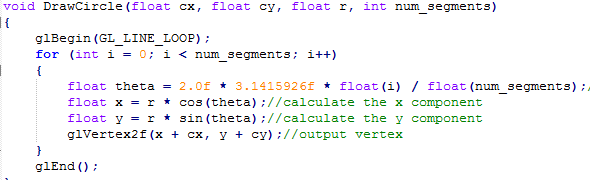 void DrawCircle(float cx, float cy, float r, int num_segments)
{
glBegin(GL_LINE_LOOP);
for (int i = 0; i < num_segments; i++)
{
float theta = 2.0f * 3.1415926f * float(i) / float(num_segments);/
float x = r * cos(theta);//calculate the x component
float y = r * sin(theta);//calculate the y component
glVertex2f(x + cx, y + cy);//output vertex
}
glEnd();